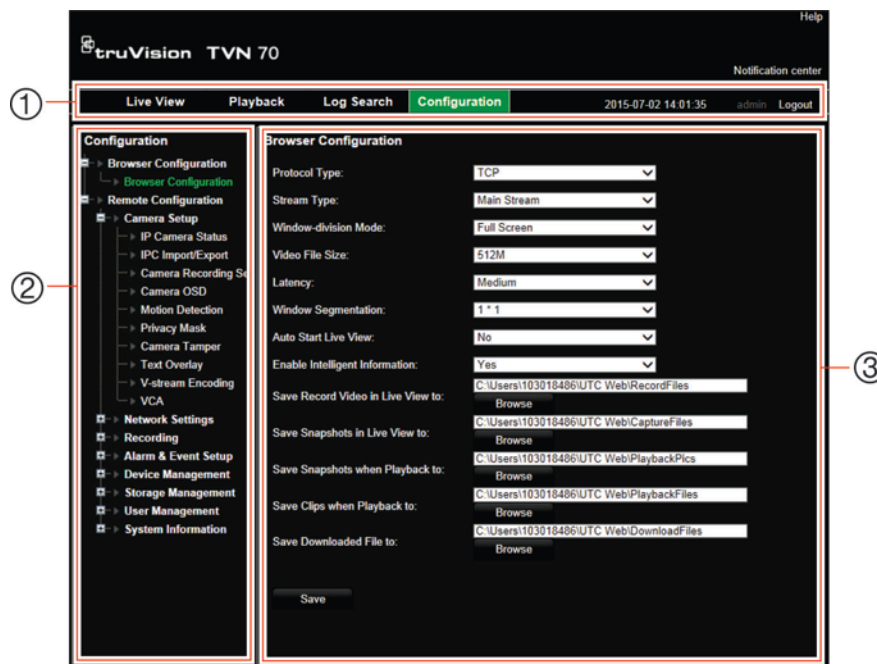 Help
truVision TVN 70
Notification center
① Live View Playback Log Search Configuration 2015-07-02 14:01:35 admin Logout
②
Configuration
Browser Configuration
Browser Configuration
Remote Configuration
Camera Setup
IP Camera Status
IPC Import/Export
Camera Recording Se
Camera OSD
Motion Detection
Privacy Mask
Camera Tamper
Text Overlay
V-stream Encoding
VCA
Network Settings
Recording
Alarm & Event Setup
Device Management
Storage Management
User Management
System Information
③
Browser Configuration
Protocol Type: TCP
Stream Type: Main Stream
Window-division Mode: Full Screen
Video File Size: 512M
Latency: Medium
Window Segmentation: 1 * 1
Auto Start Live View: No
Enable Intelligent Information: Yes
Save Record Video in Live View to: C:\Users\103018486\UTC Web\RecordFiles
Browse
Save Snapshots in Live View to: C:\Users\103018486\UTC Web\CaptureFiles
Browse
Save Snapshots when Playback to: C:\Users\103018486\UTC Web\PlaybackPics
Browse
Save Clips when Playback to: C:\Users\103018486\UTC Web\PlaybackFiles
Browse
Save Downloaded File to: C:\Users\103018486\UTC Web\DownloadFiles
Browse
Save